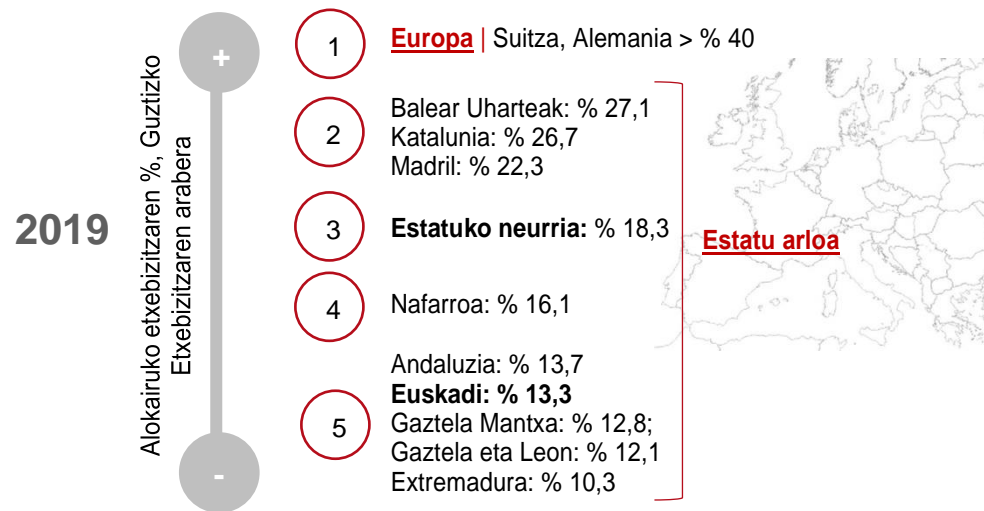 2019
Alokairuko etxebizitzaren %, Guztizko
Etxebizitzaren arabera
+
-
1
Europa | Suitza, Alemania > % 40
2
Balear Uharteak: % 27,1
Katalunia: % 26,7
Madril: % 22,3
3
Estatuko neurria: % 18,3
4
Nafarroa: % 16,1
5
Andaluzia: % 13,7
Euskadi: % 13,3
Gaztela Mantxa: % 12,8;
Gaztela eta Leon: % 12,1
Extremadura: % 10,3
Estatu arloa